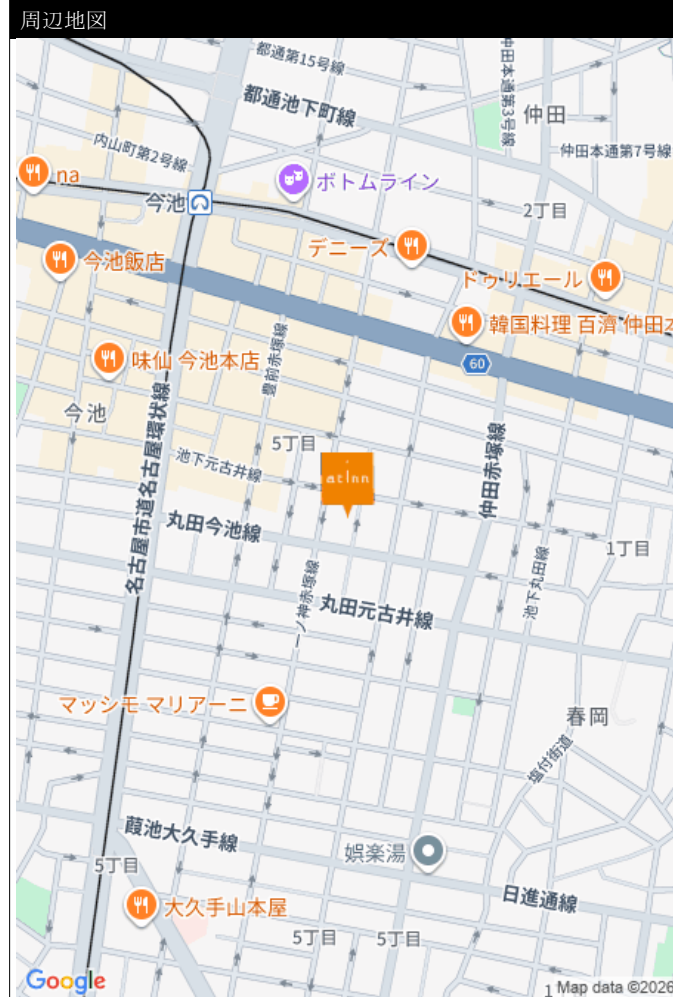 周辺地図
都通第15号線
仲田本通第3号線
都通池下町線
仲田
内山町第2号線
仲田本通第7号線
na
ボトムライン
今池
2丁目
デニーズ
今池飯店
ドゥリエール
韓国料理 百濟 仲田本
味仙 今池本店
豊前赤塚線
60
名古屋市道名古屋環状線
今池
5丁目
仲田赤塚線
池下元古井線
at Inn
丸田今池線
1丁目
池下丸田線
一ノ神赤塚線
丸田元古井線
マッシモ マリアーニ
春岡
塩付街道
葭池大久手線
娯楽湯
5丁目
日進通線
大久手山本屋
5丁目
5丁目
Google
1
Map data ©2026